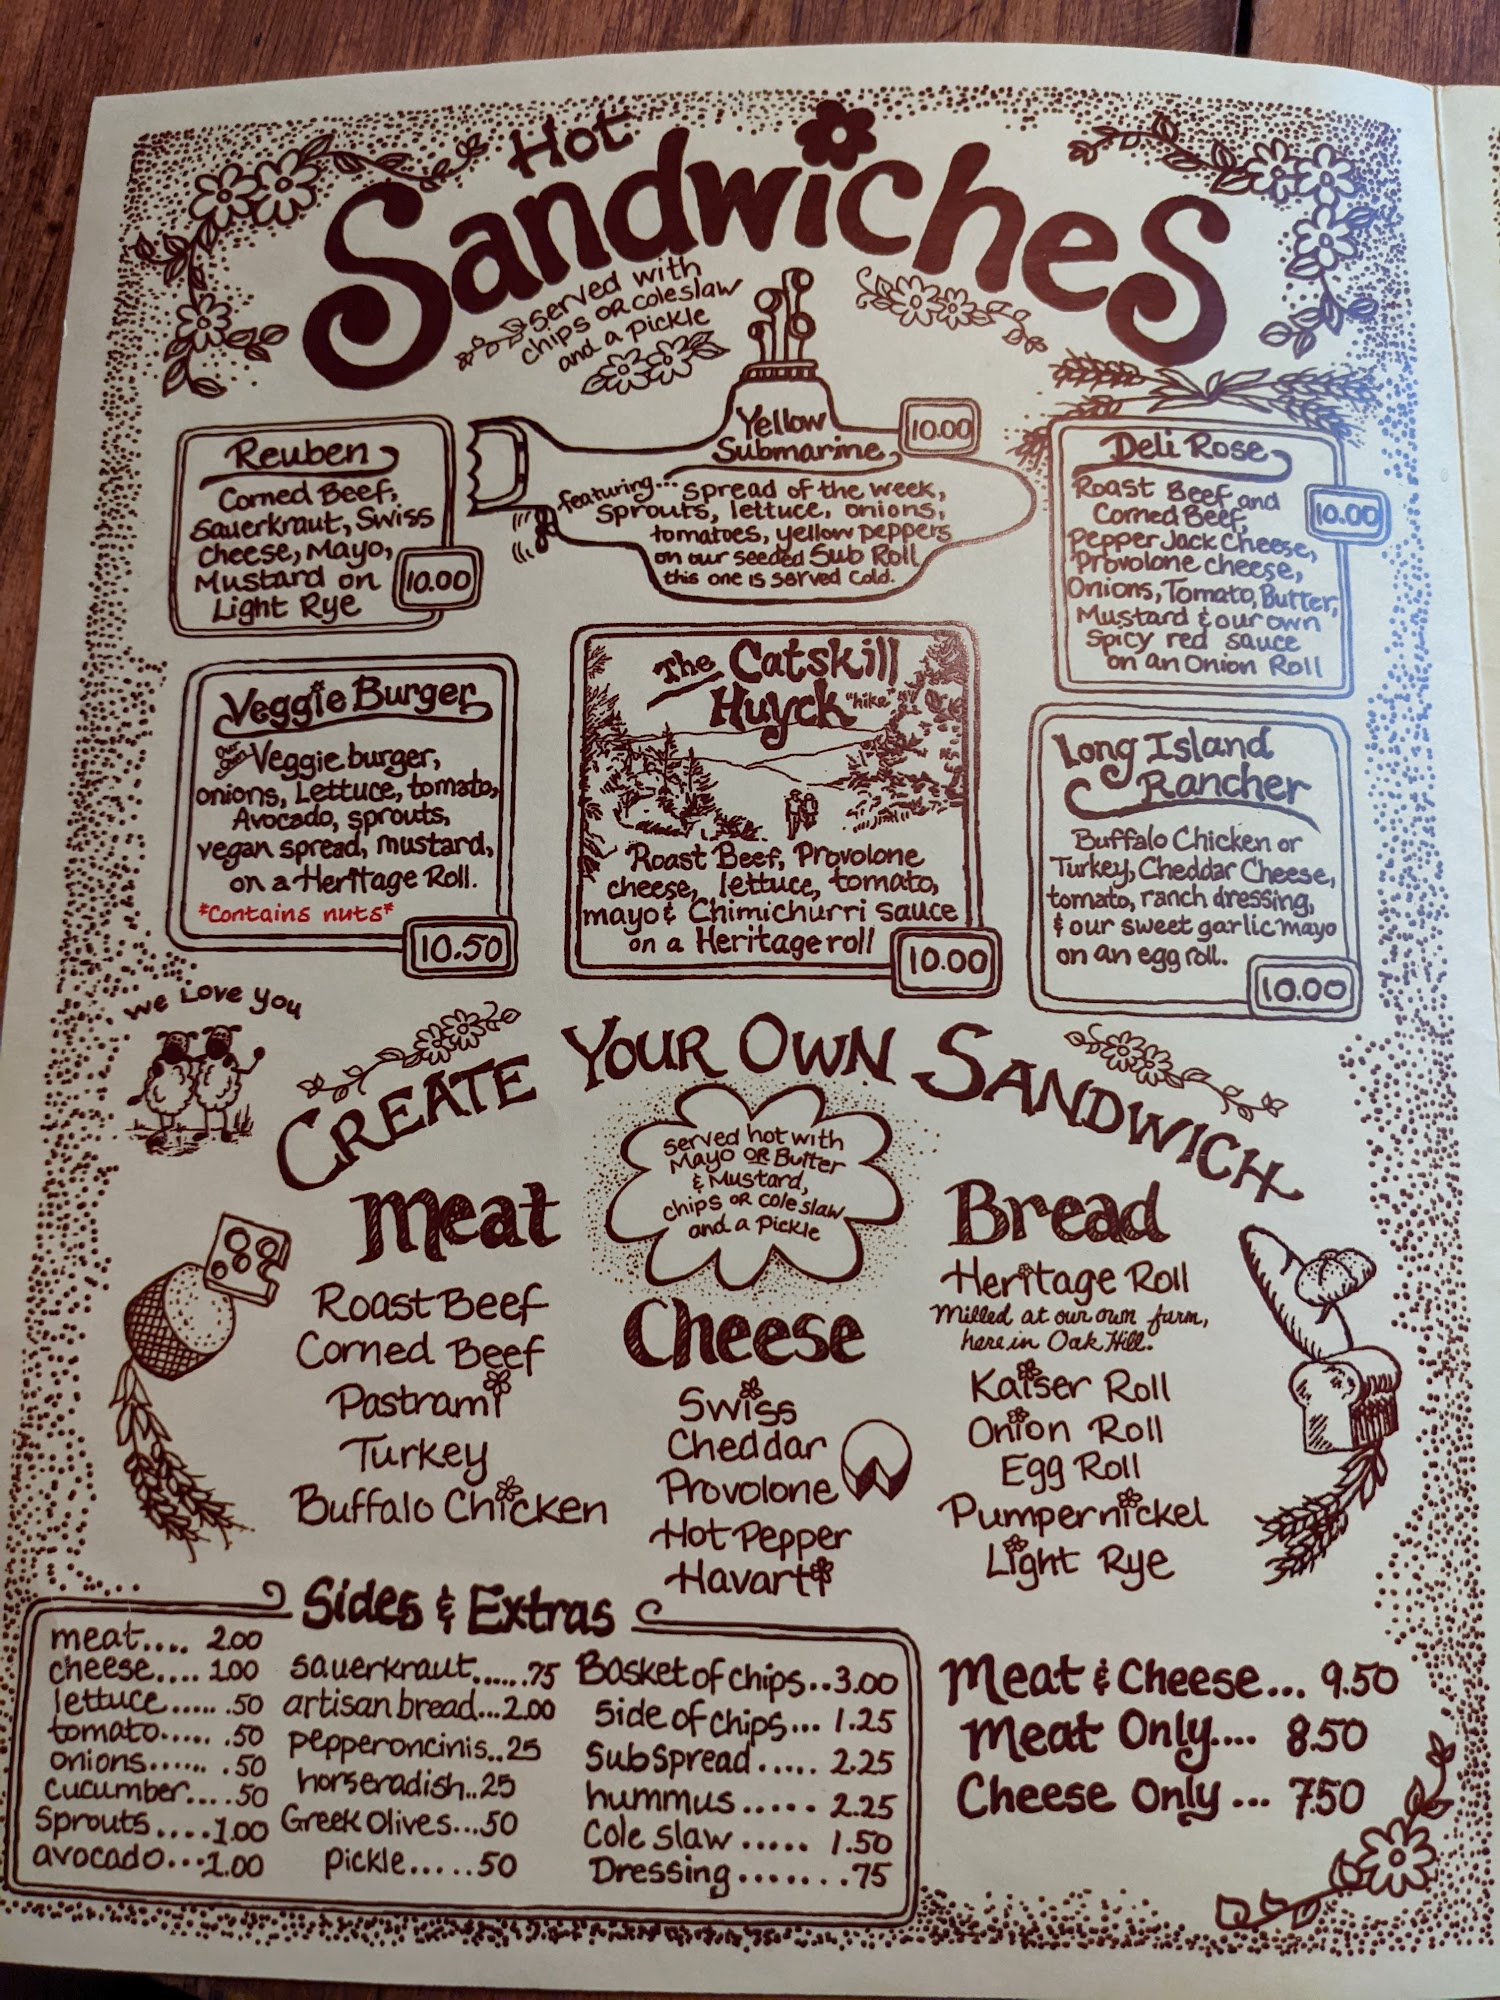 Hot
Sandwiches
served with
chips or coleslaw
and a pickle
Reuben
Corned Beef,
Sauerkraut, Swiss
cheese, Mayo,
Mustard on
Light Rye
10.00
Yellow
Submarine
10.00
featuring... spread of the week,
sprouts, lettuce, onions,
tomatoes, yellow peppers
on our seeded Sub Roll
this one is served cold.
Deli Rose
Roast Beef and
Corned Beef,
Pepper Jack Cheese,
Provolone cheese,
Onions, Tomato, Butter,
Mustard & our own
Spicy red sauce
on an Onion Roll
10.00
Veggie Burger
Our Own Veggie burger,
onions, Lettuce, tomato,
Avocado, sprouts,
vegan spread, mustard,
on a Heritage Roll.
*Contains nuts*
10.50
The Catskill
Huyck "hike"
Roast Beef, Provolone
cheese, lettuce, tomato,
mayo & Chimichurri sauce
on a Heritage roll
10.00
Long Island
Rancher
Buffalo Chicken or
Turkey, Cheddar Cheese,
tomato, ranch dressing,
& our sweet garlic mayo
on an egg roll.
10.00
We Love You
CREATE YOUR OWN SANDWICH
served hot with
Mayo OR Butter
& Mustard,
chips OR cole slaw
and a pickle
Meat
Roast Beef
Corned Beef
Pastrami
Turkey
Buffalo Chicken
Cheese
Swiss
Cheddar
Provolone
Hot Pepper
Havarti
Bread
Heritage Roll
Milled at our own farm,
here in Oak Hill.
Kaiser Roll
Onion Roll
Egg Roll
Pumpernickel
Light Rye
Sides & Extras
meat.... 2.00
cheese.... 1.00
lettuce...... .50
tomato...... .50
onions....... .50
cucumber.... .50
Sprouts ....1.00
avocado...1.00
sauerkraut......75
artisan bread...2.00
pepperoncinis..25
horseradish..25
Greek Olives...50
pickle.....50
Basket of chips..3.00
side of chips... 1.25
Sub Spread..... 2.25
hummus..... 2.25
Cole slaw ..... 1.50
Dressing....... .75
Meat & Cheese... 9.50
Meat Only.... 8.50
Cheese Only ... 7.50